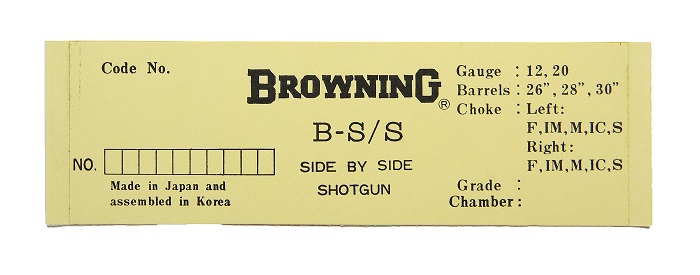 Code No.
BROWNING®
B-S/S
SIDE BY SIDE
SHOTGUN
NO.
Made in Japan and
assembled in Korea
Gauge : 12, 20
Barrels : 26”, 28”, 30”
Choke : Left:
F,IM,M,IC,S
Right:
F,IM,M,IC,S
Grade :
Chamber :